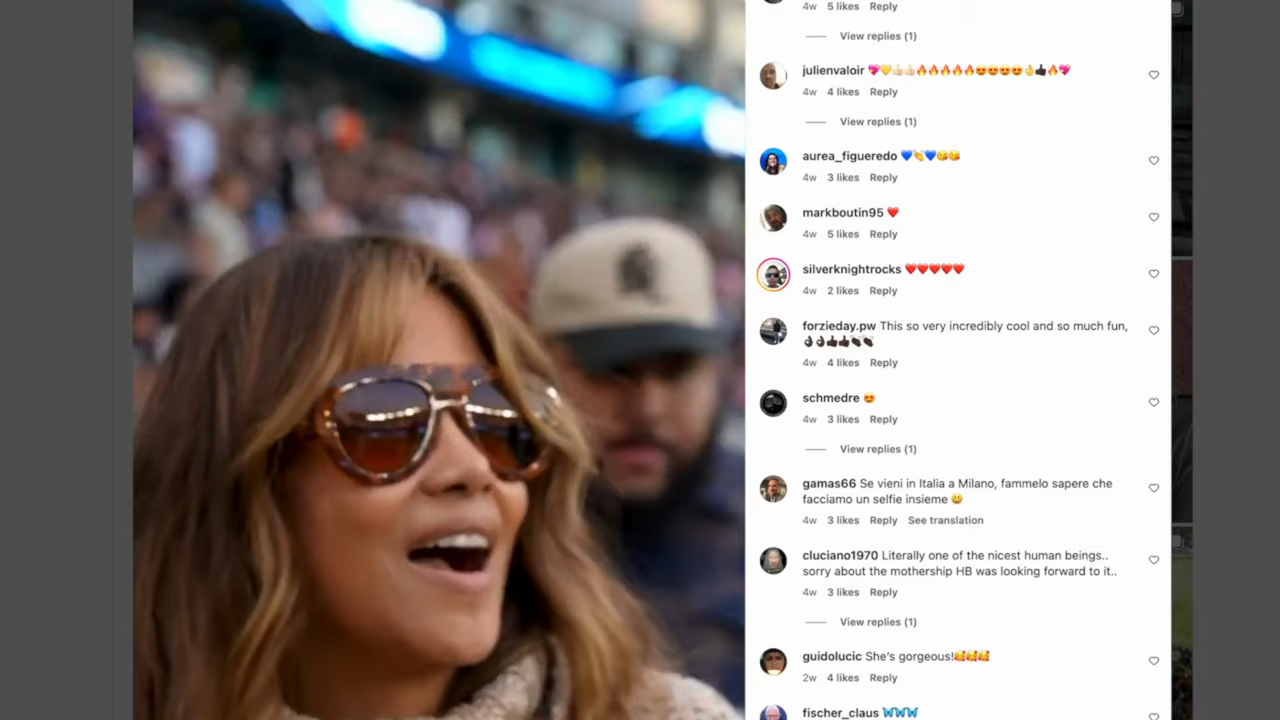 4w 5 likes Reply
View replies (1)
julienvaloir 💖💛👍🏻👍🏻🔥🔥🔥🔥🔥😍😍😍😍👌👍🏿🔥💖
4w 4 likes Reply
View replies (1)
aurea_figueredo 💙👏💙😘😘
4w 3 likes Reply
markboutin95 ❤️
4w 5 likes Reply
silverknightrocks ❤️❤️❤️❤️❤️
4w 2 likes Reply
forzieday.pw This so very incredibly cool and so much fun,
👌🏿👌🏿👍🏿👍🏿👏🏿👏🏿
4w 4 likes Reply
schmedre 😍
4w 3 likes Reply
View replies (1)
gamas66 Se vieni in Italia a Milano, fammelo sapere che
facciamo un selfie insieme 😃
4w 3 likes Reply See translation
cluciano1970 Literally one of the nicest human beings..
sorry about the mothership HB was looking forward to it..
4w 3 likes Reply
View replies (1)
guidolucic She's gorgeous!🥰🥰🥰
2w 4 likes Reply
fischer_claus 🦋🦋🦋